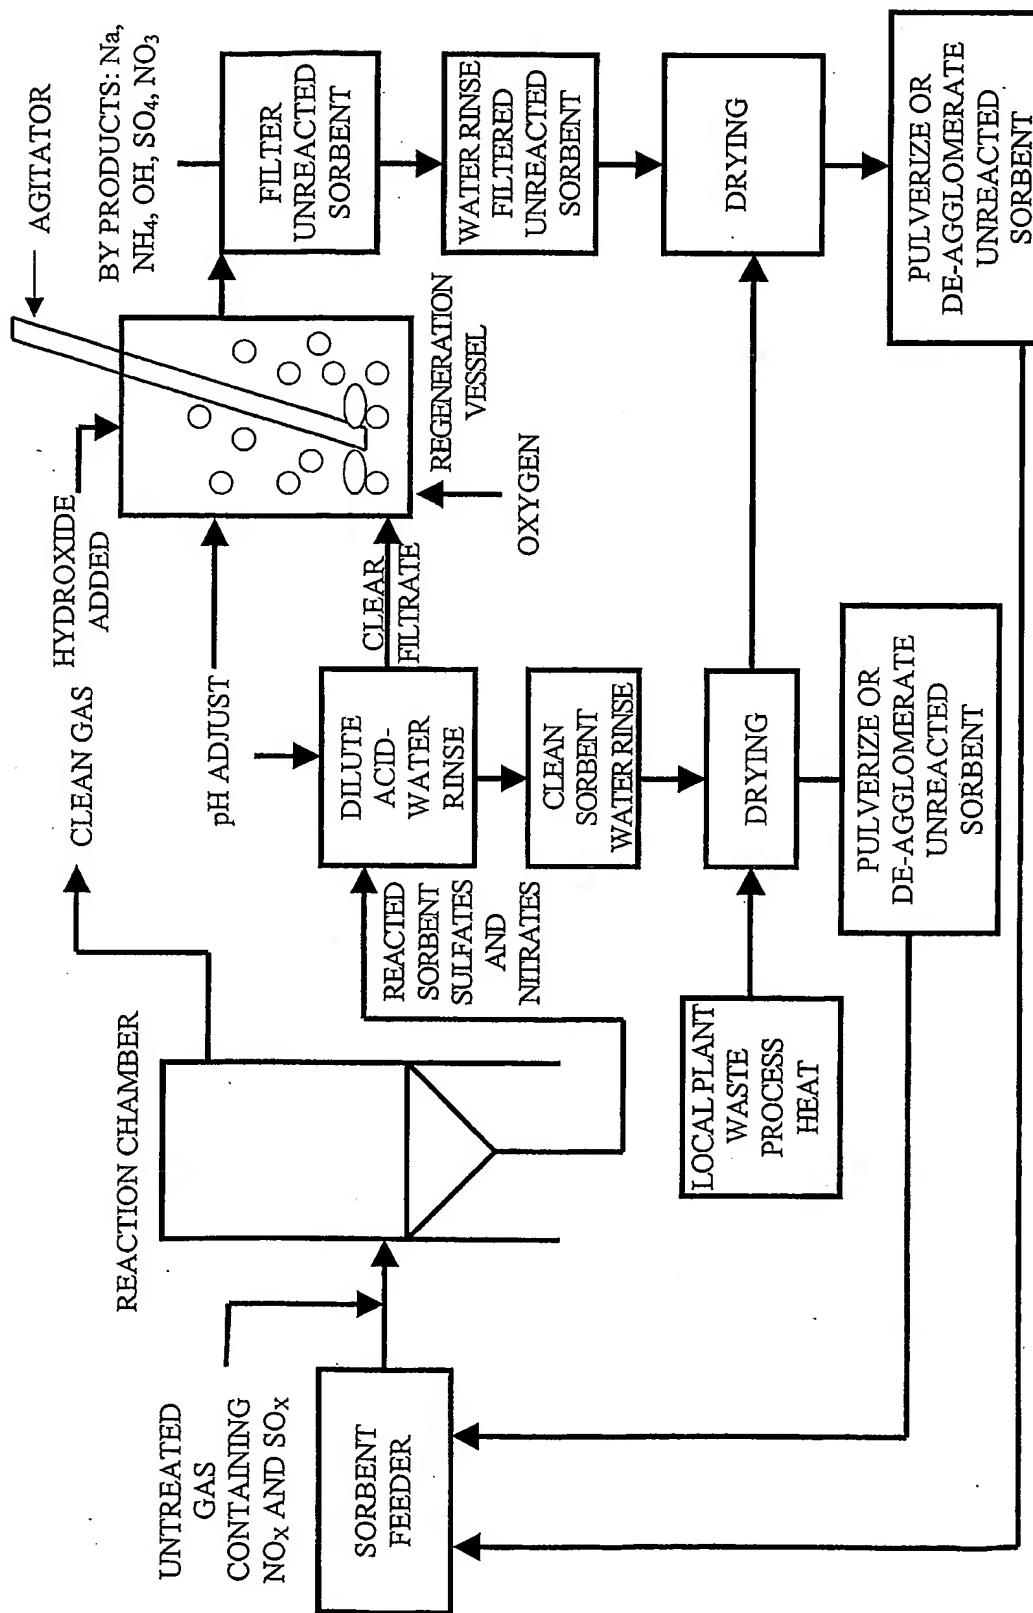 AGITATOR
BY PRODUCTS: Na,
NH4, OH, SO4, NO3
HYDROXIDE
ADDED
CLEAN GAS
REACTION CHAMBER
UNTREATED
GAS
CONTAINING
NOX AND SOX
SORBENT
FEEDER
pH ADJUST
DILUTE
ACID-
WATER
RINSE
CLEAR
FILTRATE
REGENERATION
VESSEL
OXYGEN
FILTER
UNREACTED
SORBENT
WATER RINSE
FILTERED
UNREACTED
SORBENT
DRYING
PULVERIZE OR
DE-AGGLOMERATE
UNREACTED
SORBENT
REACTED
SORBENT
SULFATES
AND
NITRATES
CLEAN
SORBENT
WATER RINSE
DRYING
LOCAL PLANT
WASTE
PROCESS
HEAT
PULVERIZE OR
DE-AGGLOMERATE
UNREACTED
SORBENT